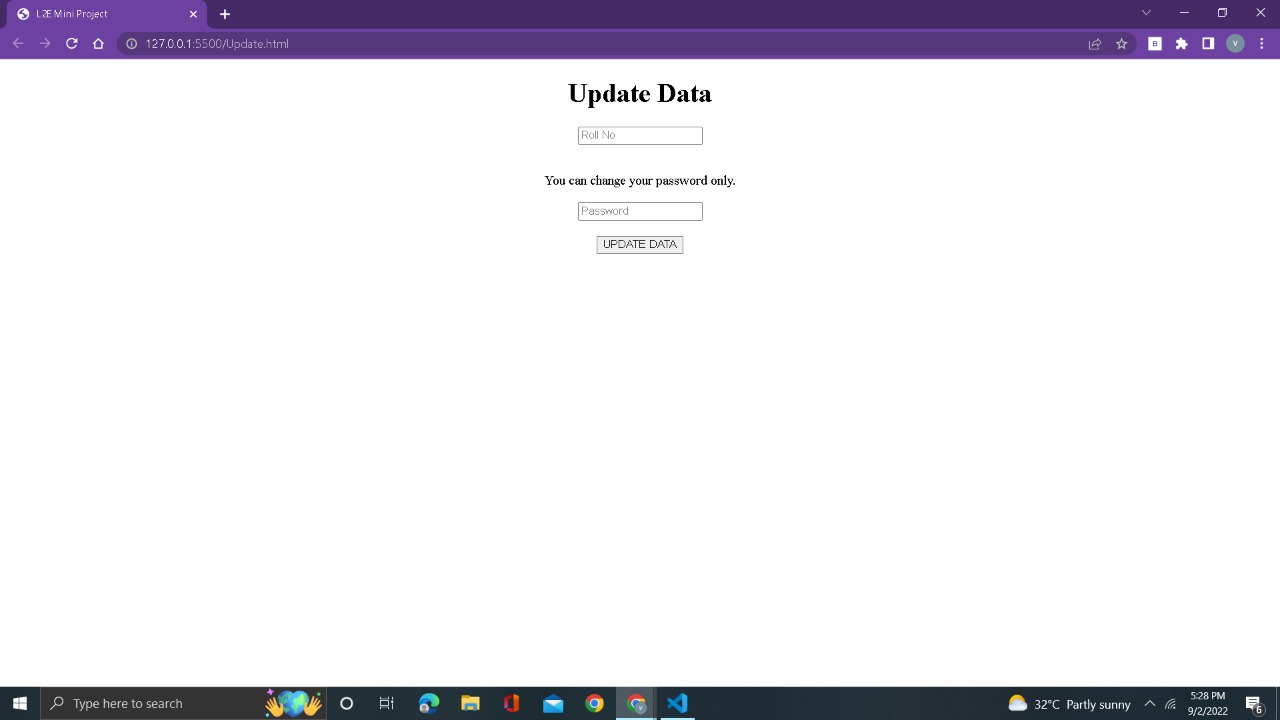 L2E Mini Project
127.0.0.1:5500/Update.html
B
V
Update Data
Roll No
You can change your password only.
Password
UPDATE DATA
Type here to search
32°C Partly sunny
5:28 PM
9/2/2022
6